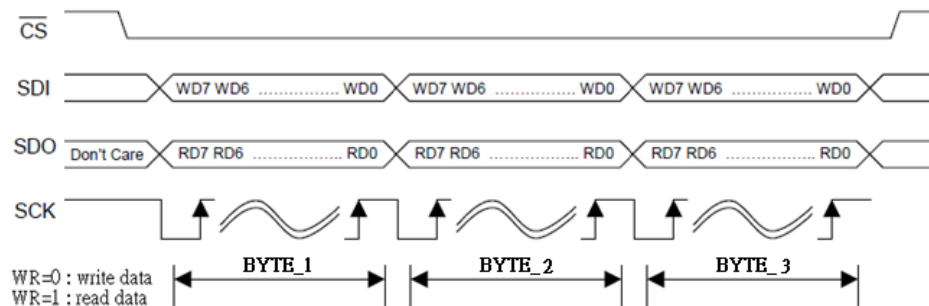 CS
SDI WD7 WD6 ................ WD0 WD7 WD6 ................ WD0 WD7 WD6 ................ WD0
SDO Don't Care RD7 RD6 ................ RD0 RD7 RD6 ................ RD0 RD7 RD6 ................ RD0
SCK
BYTE_1 BYTE_2 BYTE_3
WR=0 : write data
WR=1 : read data